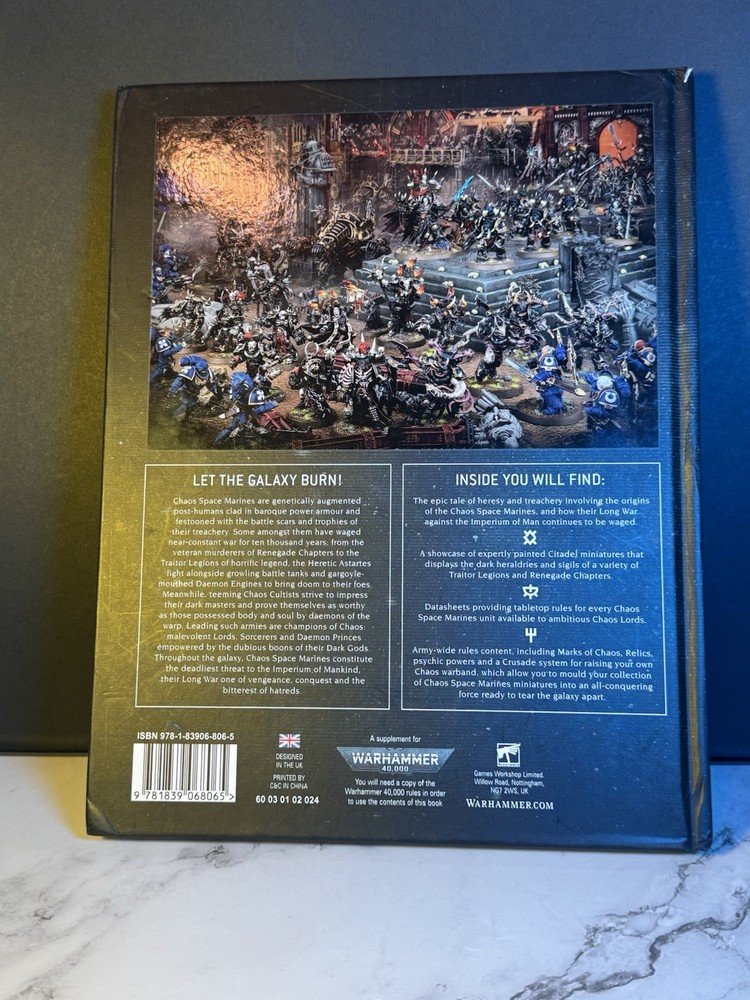 LET THE GALAXY BURN!
Chaos Space Marines are genetically augmented
post-humans clad in baroque power armour and
festooned with the battle scars and trophies of
their treachery. Some amongst them have waged
near-constant war for ten thousand years; from the
veteran murderers of Renegade Chapters to the
Traitor Legions of horrific legend, the Heretic Astartes
fight alongside growling battle tanks and gargoyle-
mouthed Daemon Engines to bring doom to their foes.
Meanwhile, teeming Chaos Cultists strive to impress
their dark masters and prove themselves as worthy
as those possessed body and soul by daemons of the
warp. Leading such armies are champions of Chaos:
malevolent Lords, Sorcerers and Daemon Princes
empowered by the dubious boons of their Dark Gods.
Throughout the galaxy, Chaos Space Marines constitute
the deadliest threat to the Imperium of Mankind,
their Long War one of vengeance, conquest and the
bitterest of hatreds.
INSIDE YOU WILL FIND:
The epic tale of heresy and treachery involving the origins
of the Chaos Space Marines, and how their Long War
against the Imperium of Man continues to be waged.
A showcase of expertly painted Citadel miniatures that
displays the dark heraldries and sigils of a variety of
Traitor Legions and Renegade Chapters.
Datasheets providing tabletop rules for every Chaos
Space Marines unit available to ambitious Chaos Lords.
Army-wide rules content, including Marks of Chaos, Relics,
psychic powers and a Crusade system for raising your own
Chaos warband, which allow you to mould your collection
of Chaos Space Marines miniatures into an all-conquering
force ready to tear the galaxy apart.
ISBN 978-1-83906-806-5
9 781839 068065 >
DESIGNED
IN THE UK
PRINTED BY
C&C IN CHINA
60 03 01 02 024
A supplement for
WARHAMMER
40,000
You will need a copy of the
Warhammer 40,000 rules in order
to use the contents of this book
Games Workshop Limited,
Willow Road, Nottingham,
NG7 2WS, UK
WARHAMMER.COM